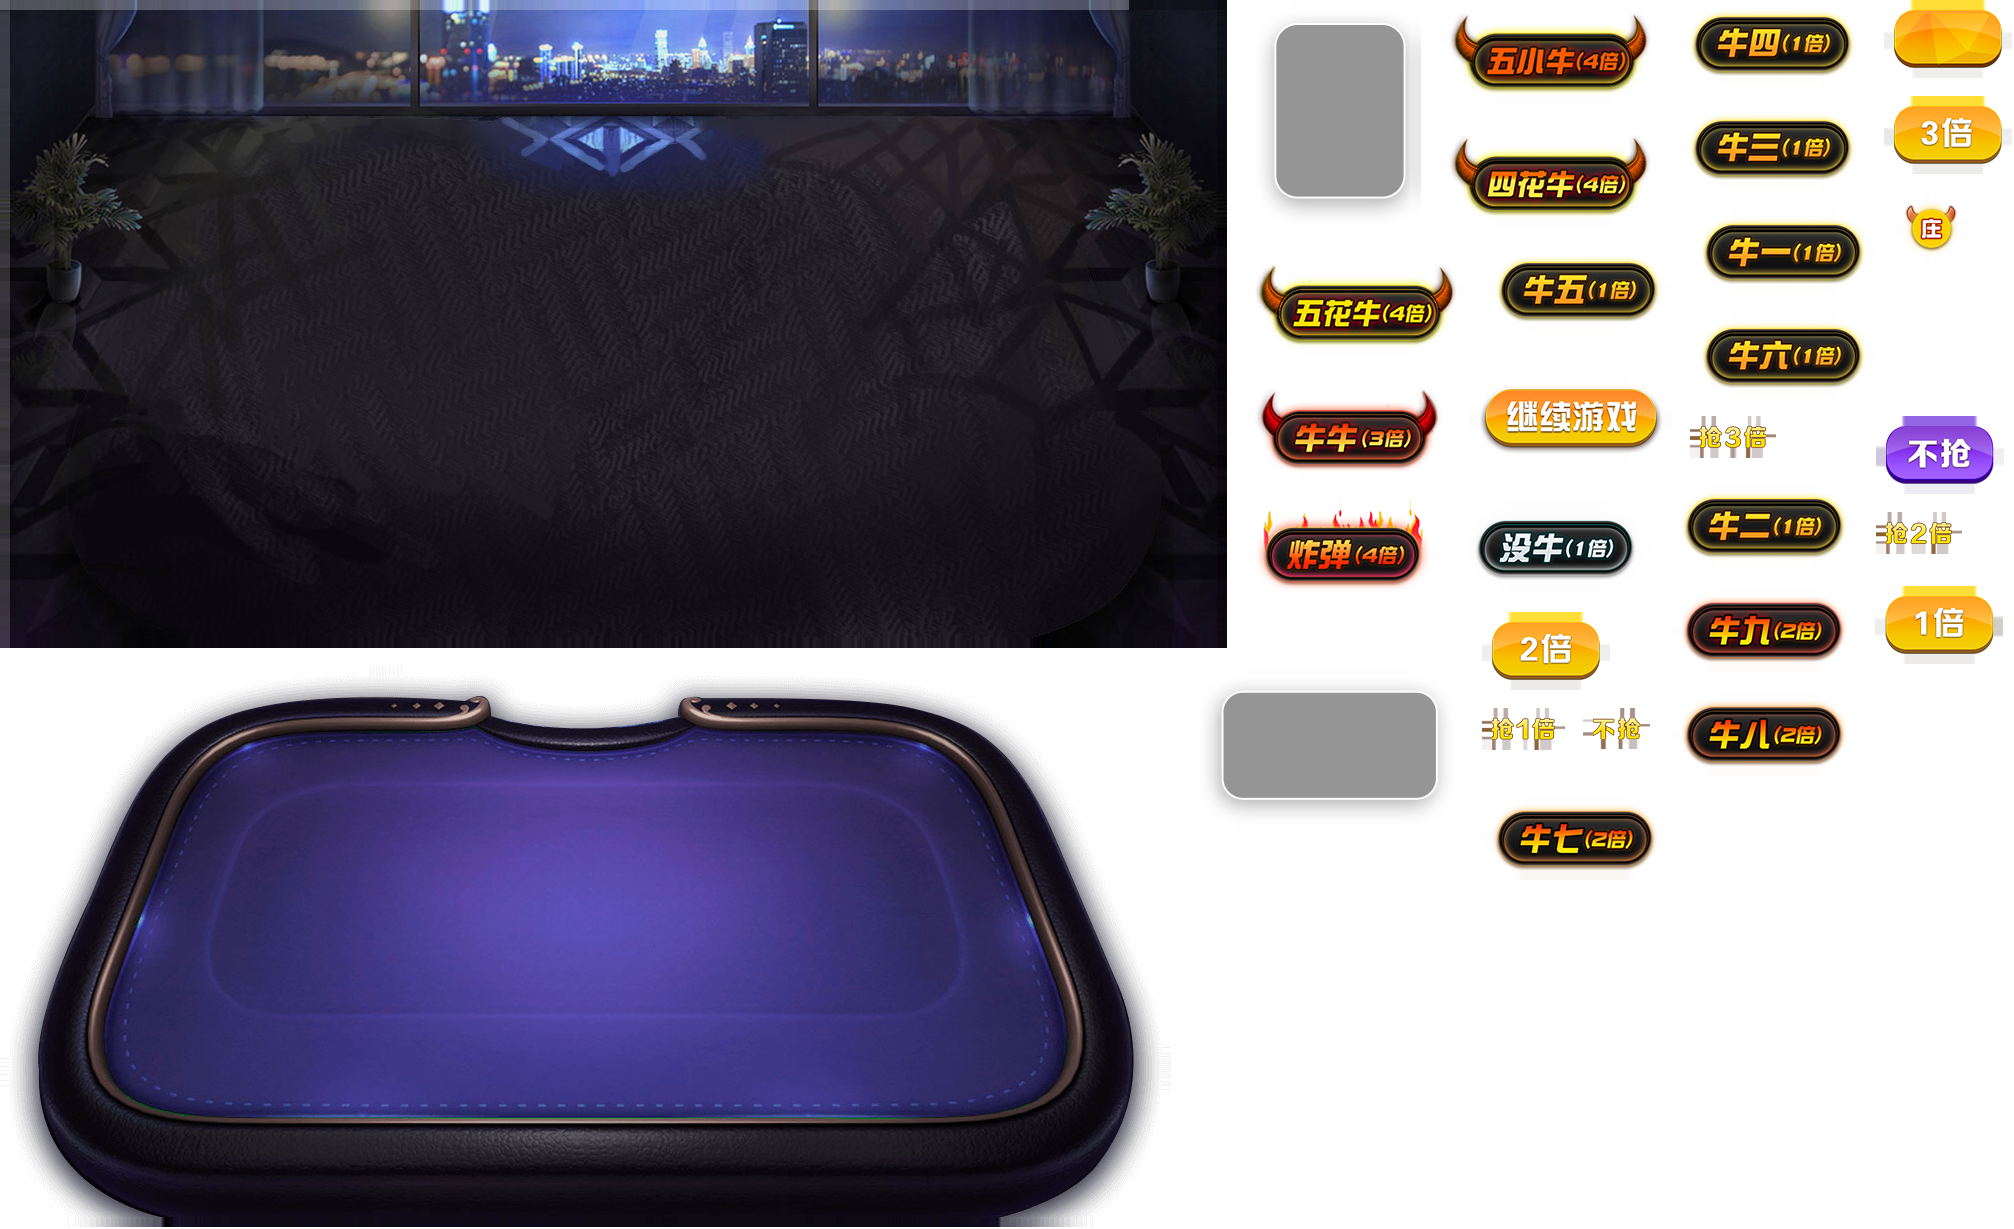 五小牛(4倍)
四花牛(4倍)
五花牛(4倍)
牛五(1倍)
牛牛(3倍)
继续游戏
炸弹(4倍)
没牛(1倍)
2倍
抢1倍
不抢
牛七(2倍)
牛四(1倍)
牛三(1倍)
牛一(1倍)
牛六(1倍)
抢3倍
牛二(1倍)
牛九(2倍)
牛八(2倍)
3倍
庄
不抢
抢2倍
1倍